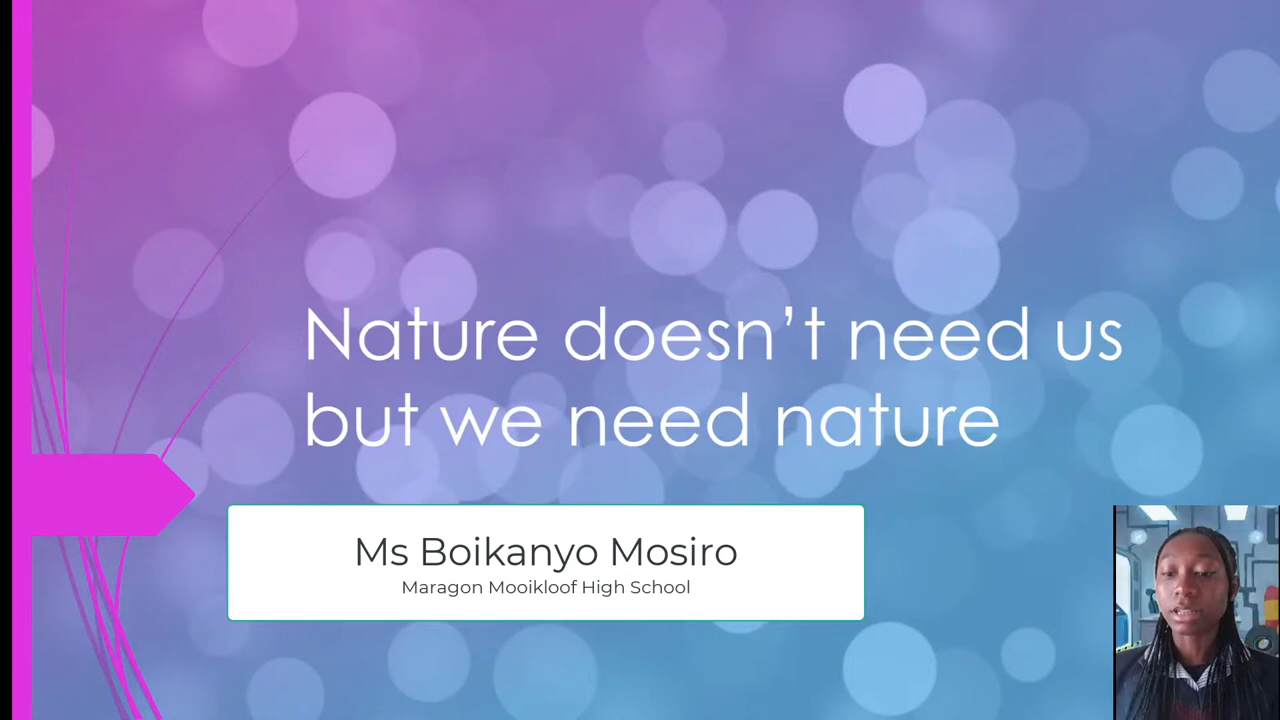 Nature doesn’t need us
but we need nature
Ms Boikanyo Mosiro
Maragon Mooikloof High School